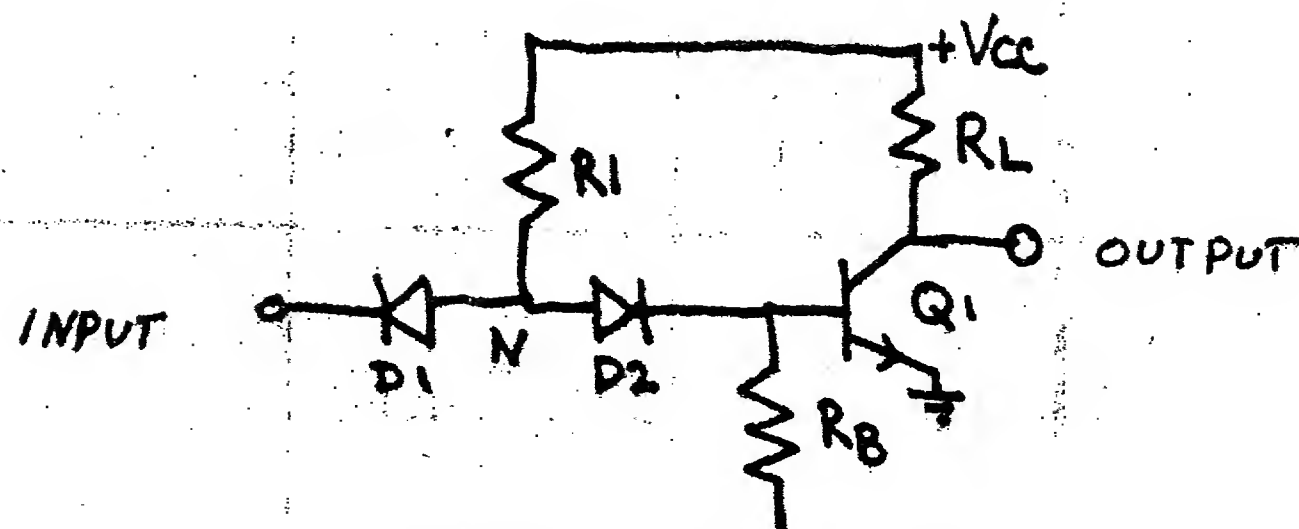 +Vcc
R1
RL
INPUT
D1
N
D2
Q1
OUTPUT
RB